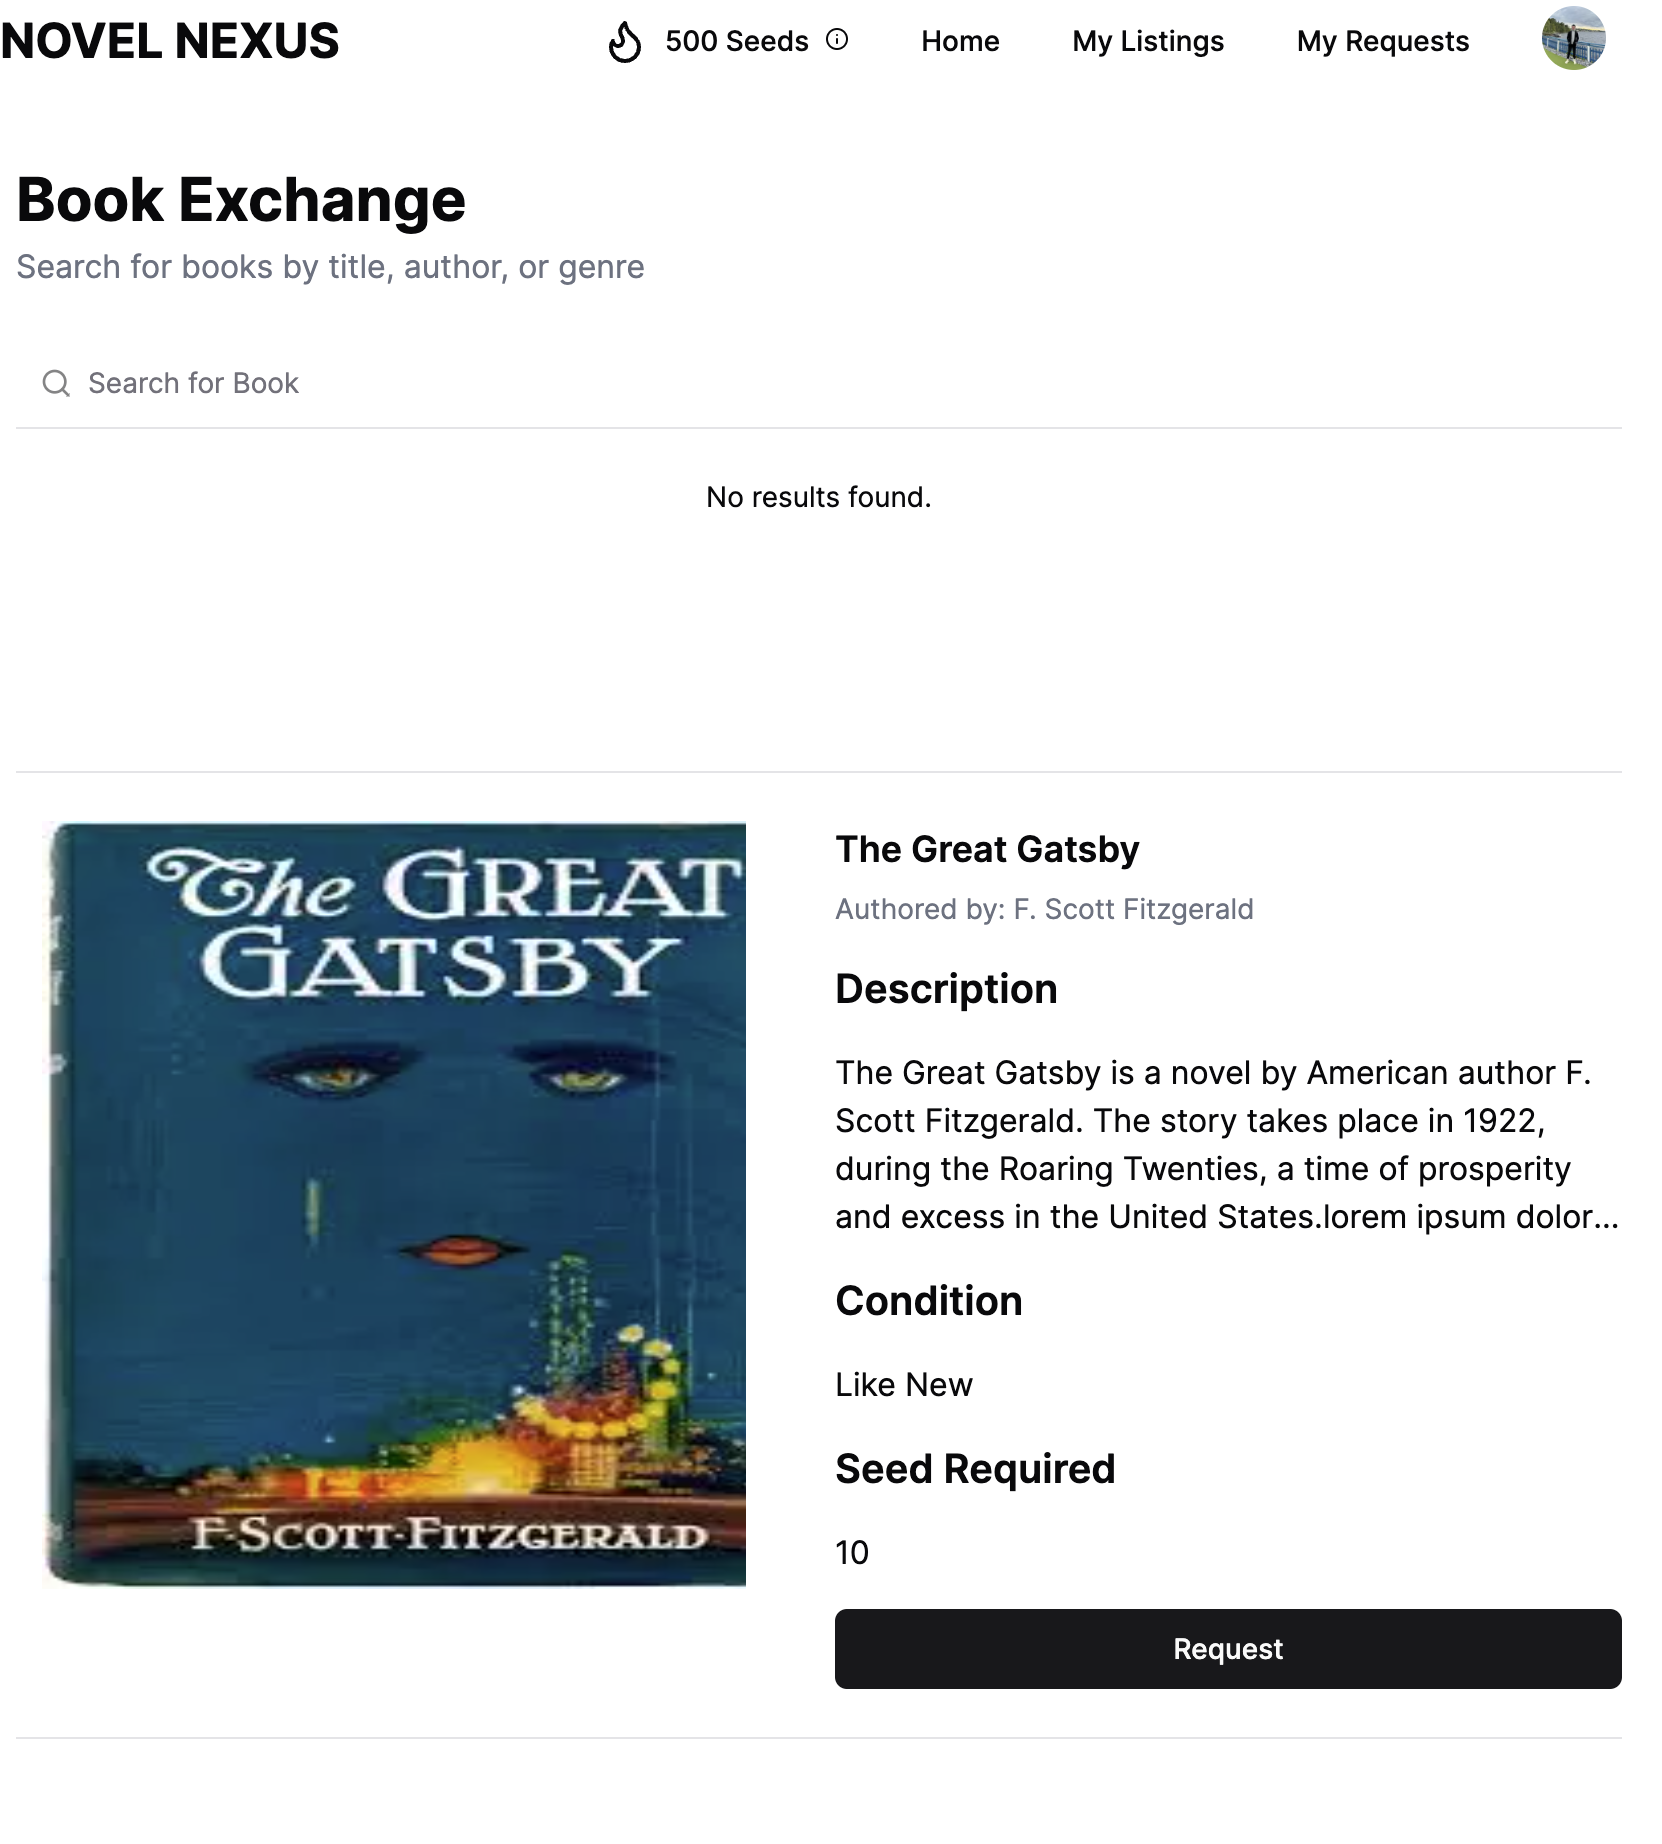 NOVEL NEXUS
500 Seeds
Home
My Listings
My Requests
Book Exchange
Search for books by title, author, or genre
Search for Book
No results found.
The GREAT
GATSBY
F·SCOTT·FITZGERALD
The Great Gatsby
Authored by: F. Scott Fitzgerald
Description
The Great Gatsby is a novel by American author F.
Scott Fitzgerald. The story takes place in 1922,
during the Roaring Twenties, a time of prosperity
and excess in the United States.lorem ipsum dolor...
Condition
Like New
Seed Required
10
Request